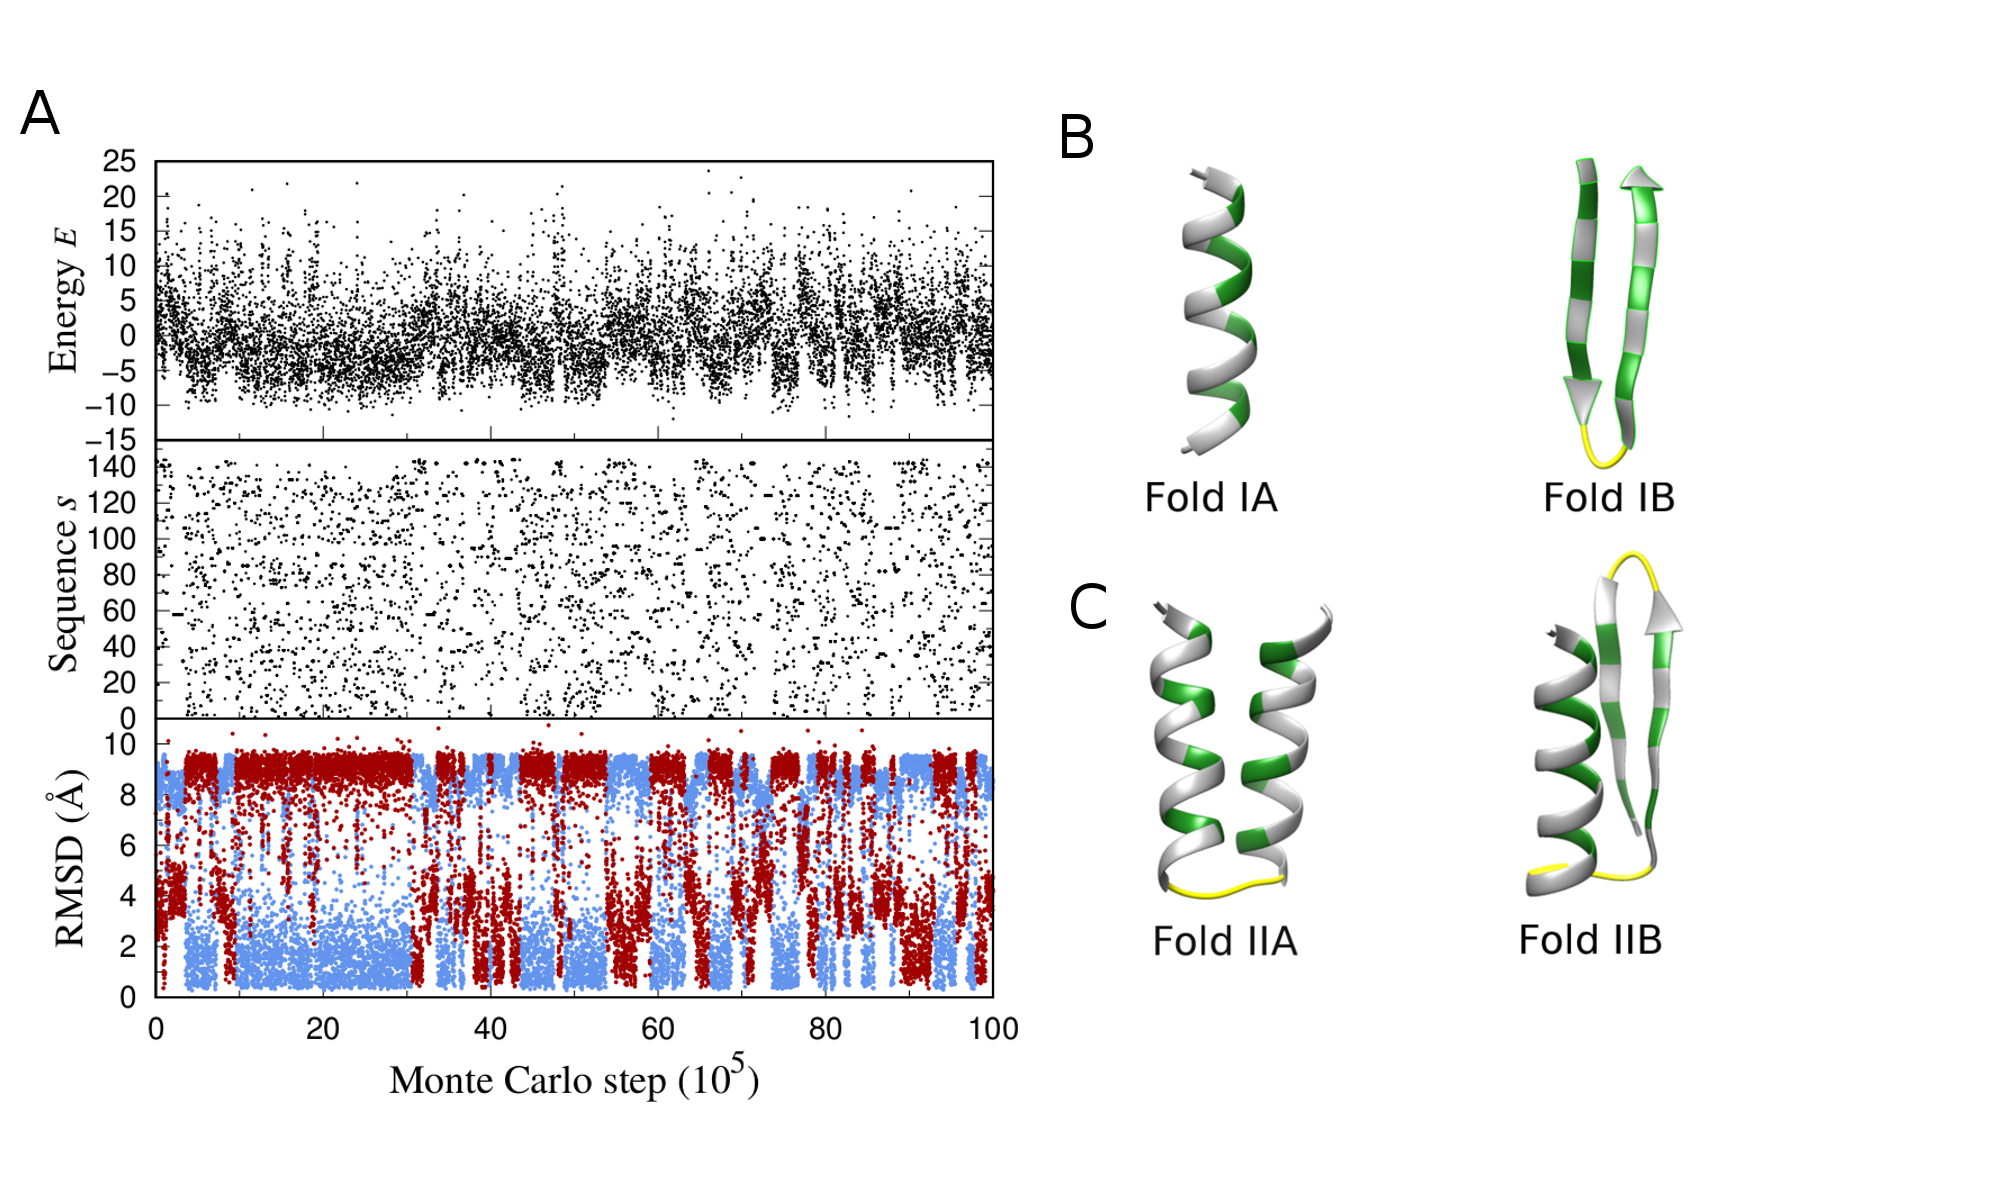 A
25
20
15
10
5
0
−5
−10
−15
Energy E
140
120
100
80
60
40
20
0
Sequence s
10
8
6
4
2
0
RMSD (Å)
0 20 40 60 80 100
Monte Carlo step (10⁵)
B
Fold IA
Fold IB
C
Fold IIA
Fold IIB